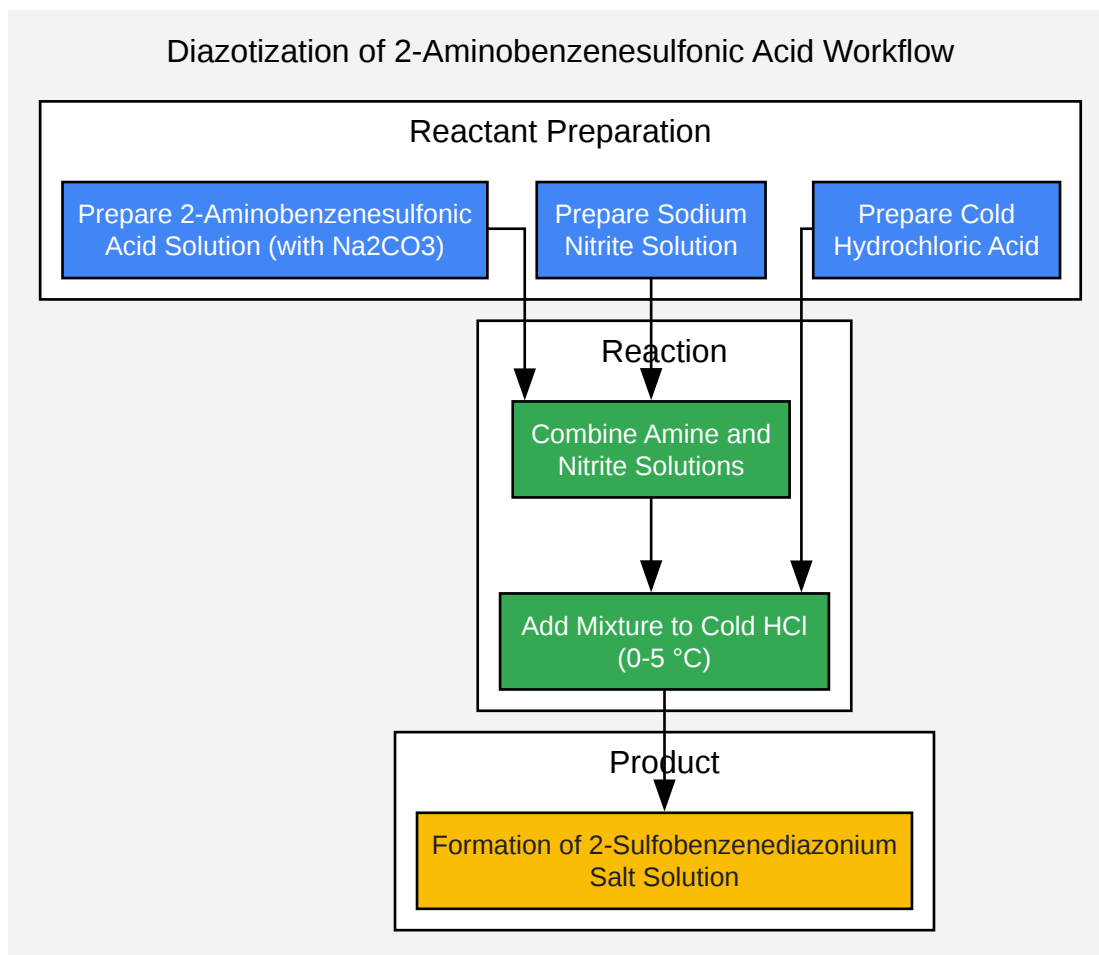 Diazotization of 2-Aminobenzenesulfonic Acid Workflow
Reactant Preparation
Prepare 2-Aminobenzenesulfonic
Acid Solution (with Na2CO3)
Prepare Sodium
Nitrite Solution
Prepare Cold
Hydrochloric Acid
Reaction
Combine Amine and
Nitrite Solutions
Add Mixture to Cold HCl
(0-5 °C)
Product
Formation of 2-Sulfobenzenediazonium
Salt Solution